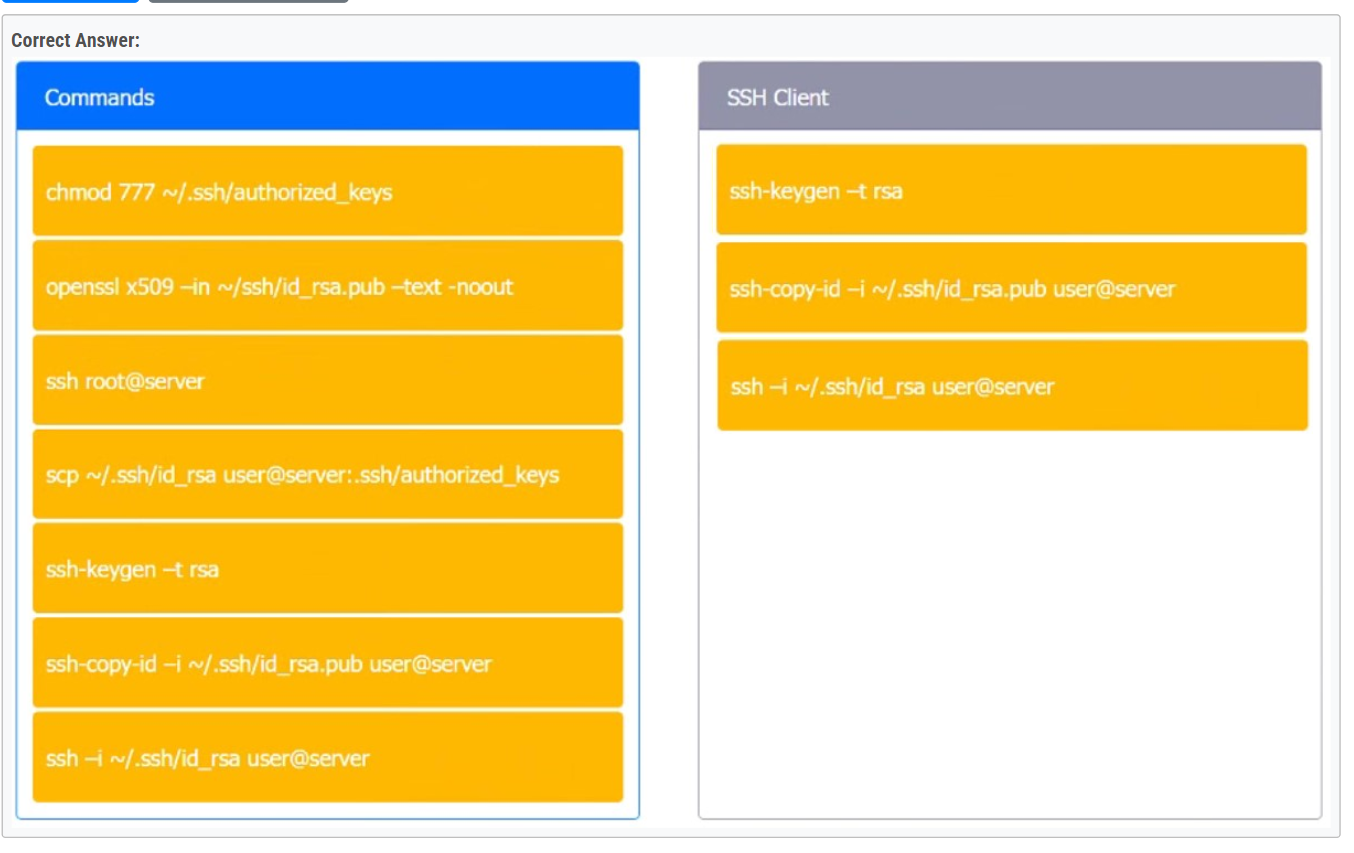 Correct Answer:
Commands
chmod 777 ~/.ssh/authorized_keys
openssl x509 –in ~/ssh/id_rsa.pub –text -noout
ssh root@server
scp ~/.ssh/id_rsa user@server:.ssh/authorized_keys
ssh-keygen –t rsa
ssh-copy-id –i ~/.ssh/id_rsa.pub user@server
ssh –i ~/.ssh/id_rsa user@server
SSH Client
ssh-keygen –t rsa
ssh-copy-id –i ~/.ssh/id_rsa.pub user@server
ssh –i ~/.ssh/id_rsa user@server